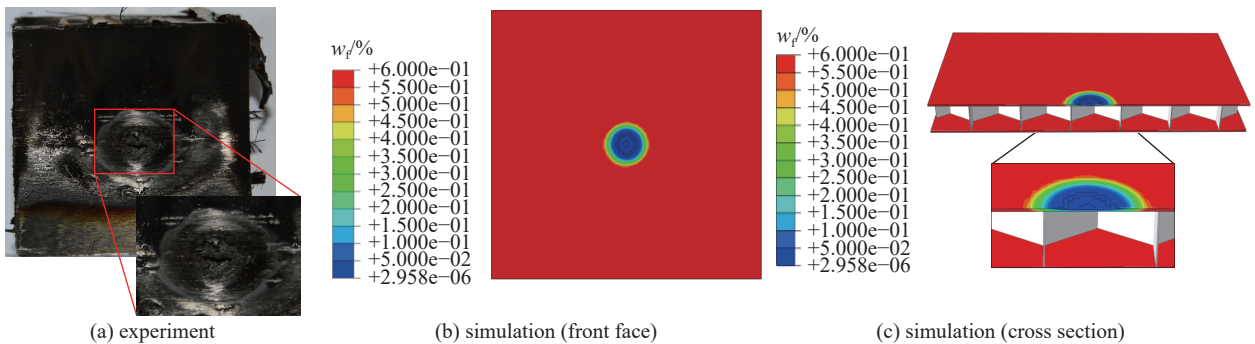 w_f/%
+6.000e−01
+5.500e−01
+5.000e−01
+4.500e−01
+4.000e−01
+3.500e−01
+3.000e−01
+2.500e−01
+2.000e−01
+1.500e−01
+1.000e−01
+5.000e−02
+2.958e−06
w_f/%
+6.000e−01
+5.500e−01
+5.000e−01
+4.500e−01
+4.000e−01
+3.500e−01
+3.000e−01
+2.500e−01
+2.000e−01
+1.500e−01
+1.000e−01
+5.000e−02
+2.958e−06
(a) experiment
(b) simulation (front face)
(c) simulation (cross section)